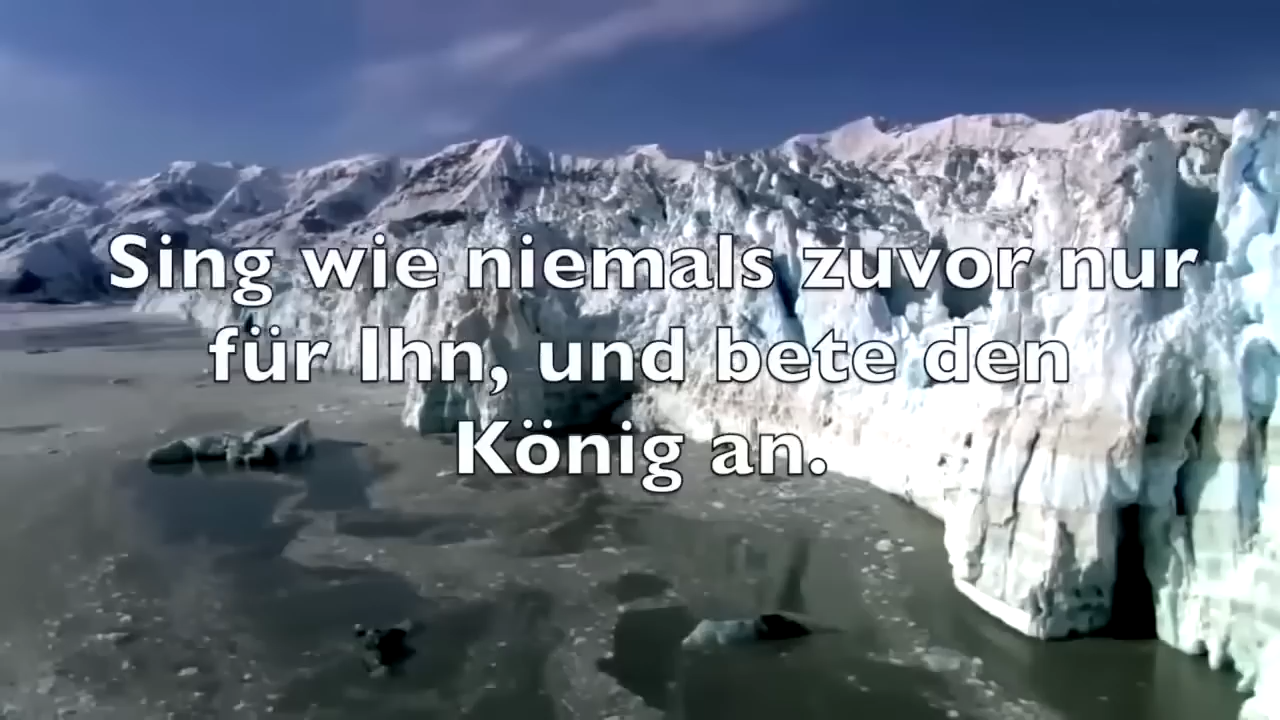 Sing wie niemals zuvor nur
für Ihn, und bete den
König an.